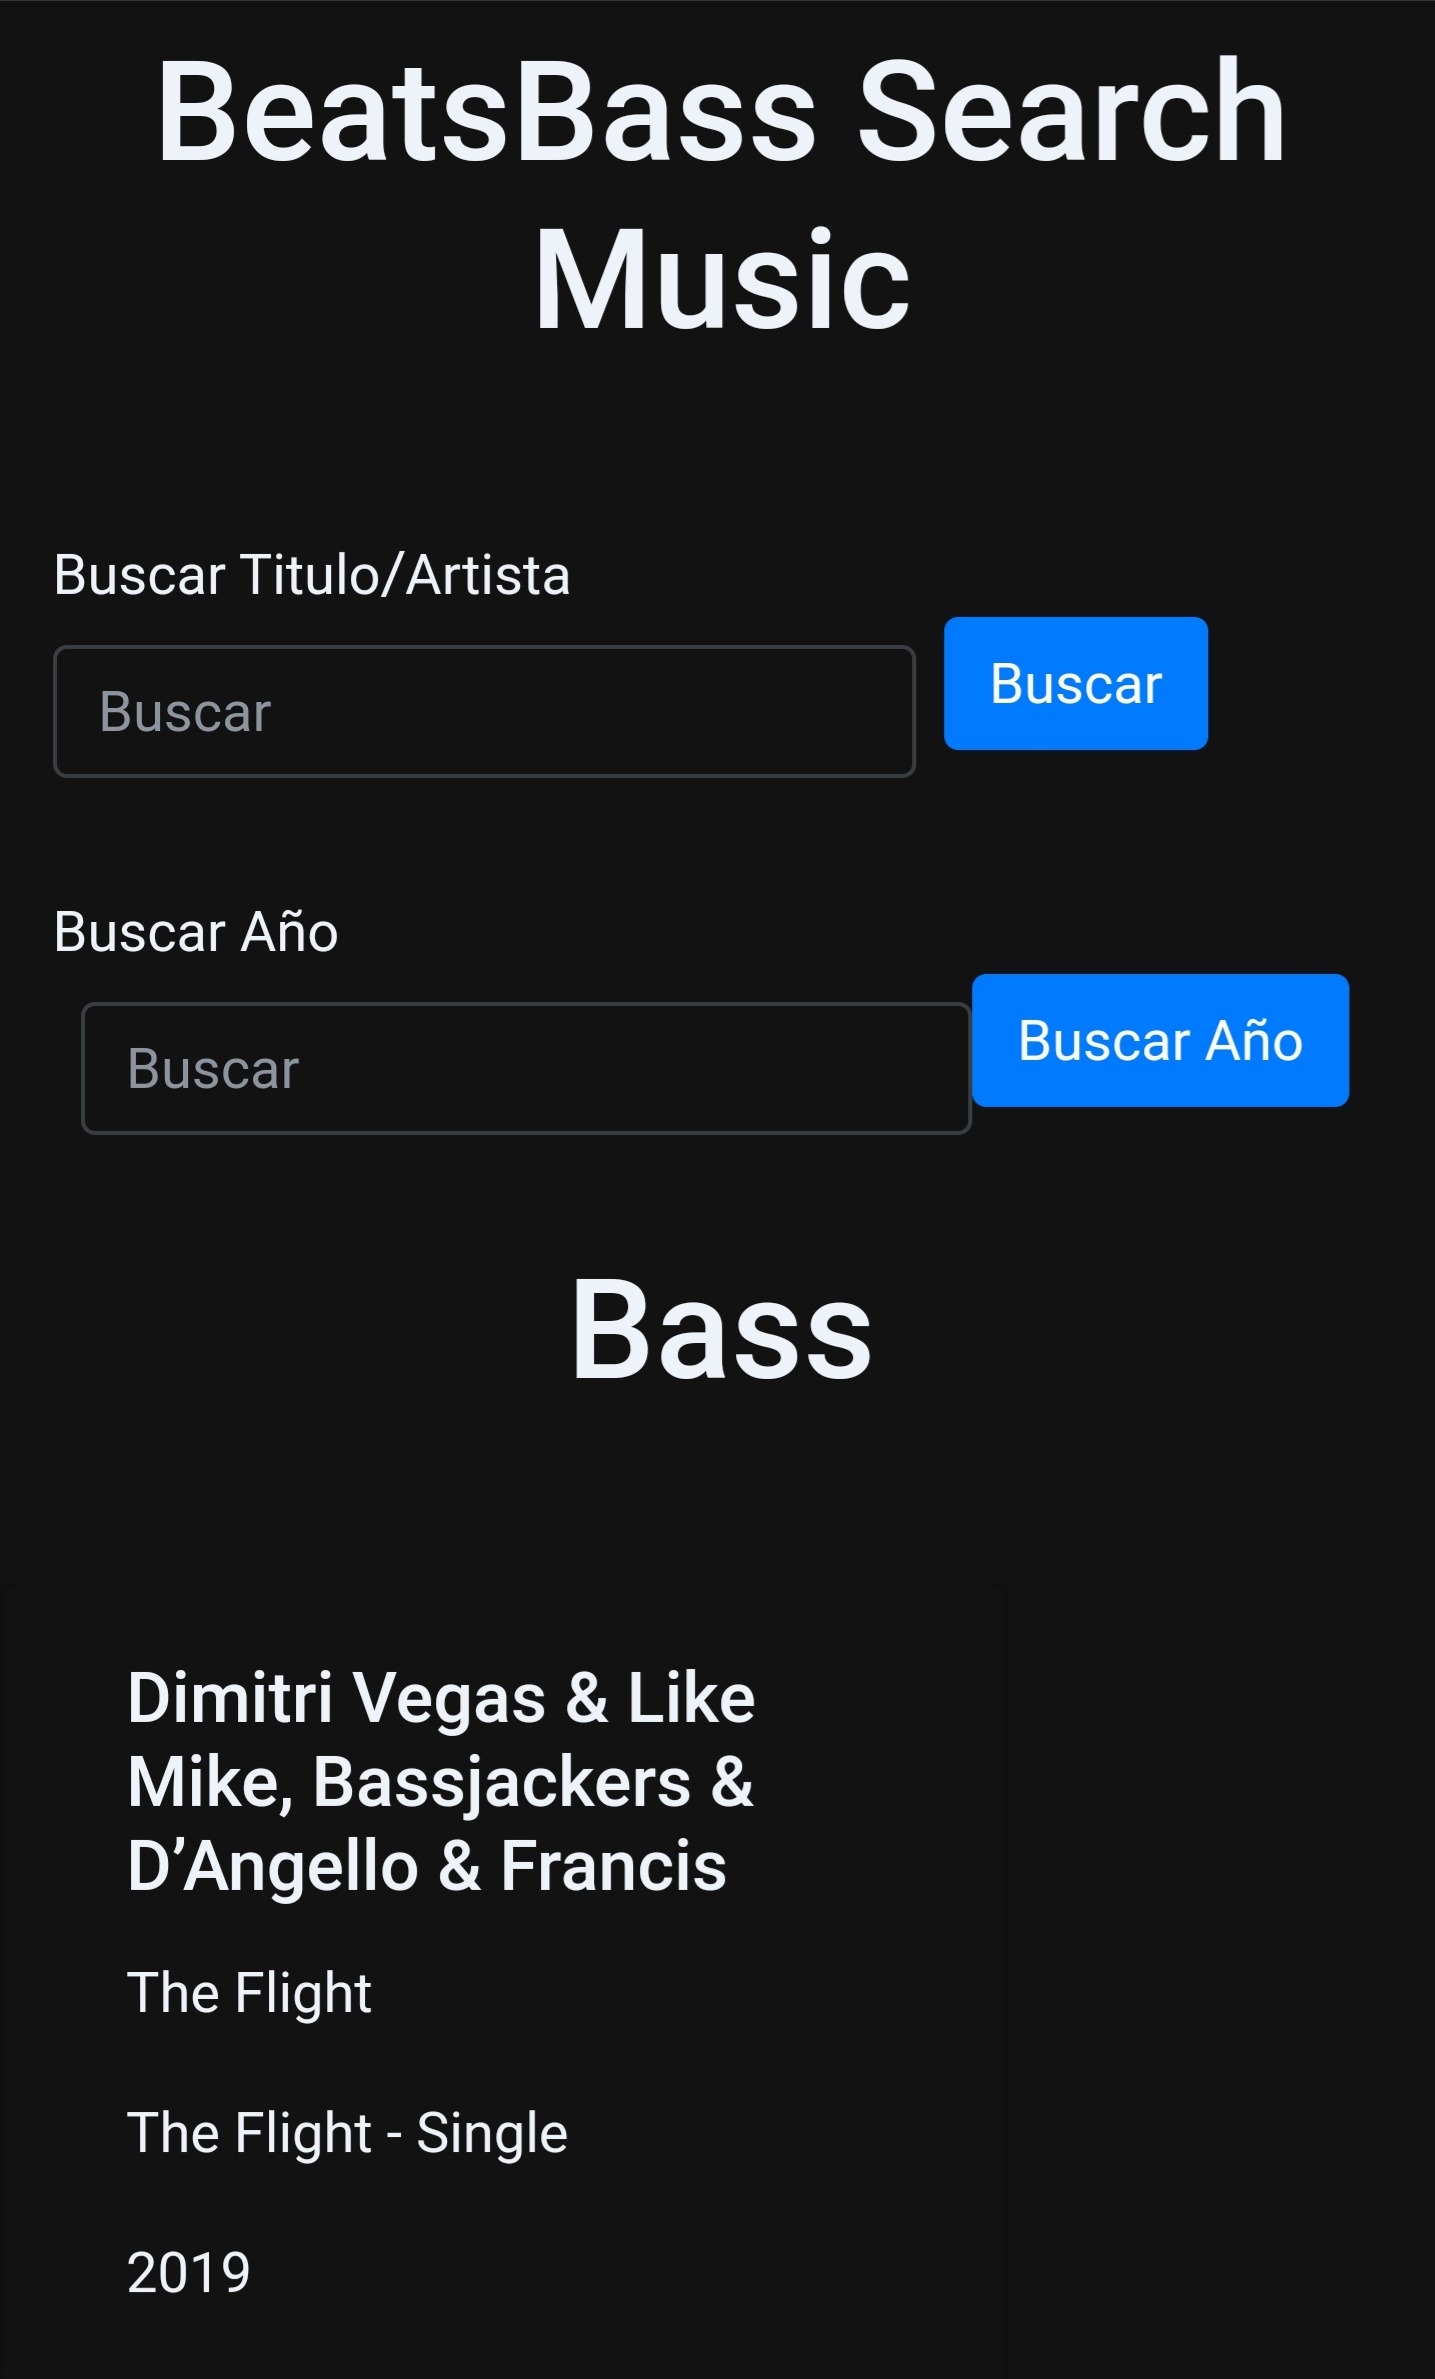 BeatsBass Search
Music
Buscar Titulo/Artista
Buscar
Buscar
Buscar Año
Buscar
Buscar Año
Bass
Dimitri Vegas & Like
Mike, Bassjackers &
D’Angello & Francis
The Flight
The Flight - Single
2019